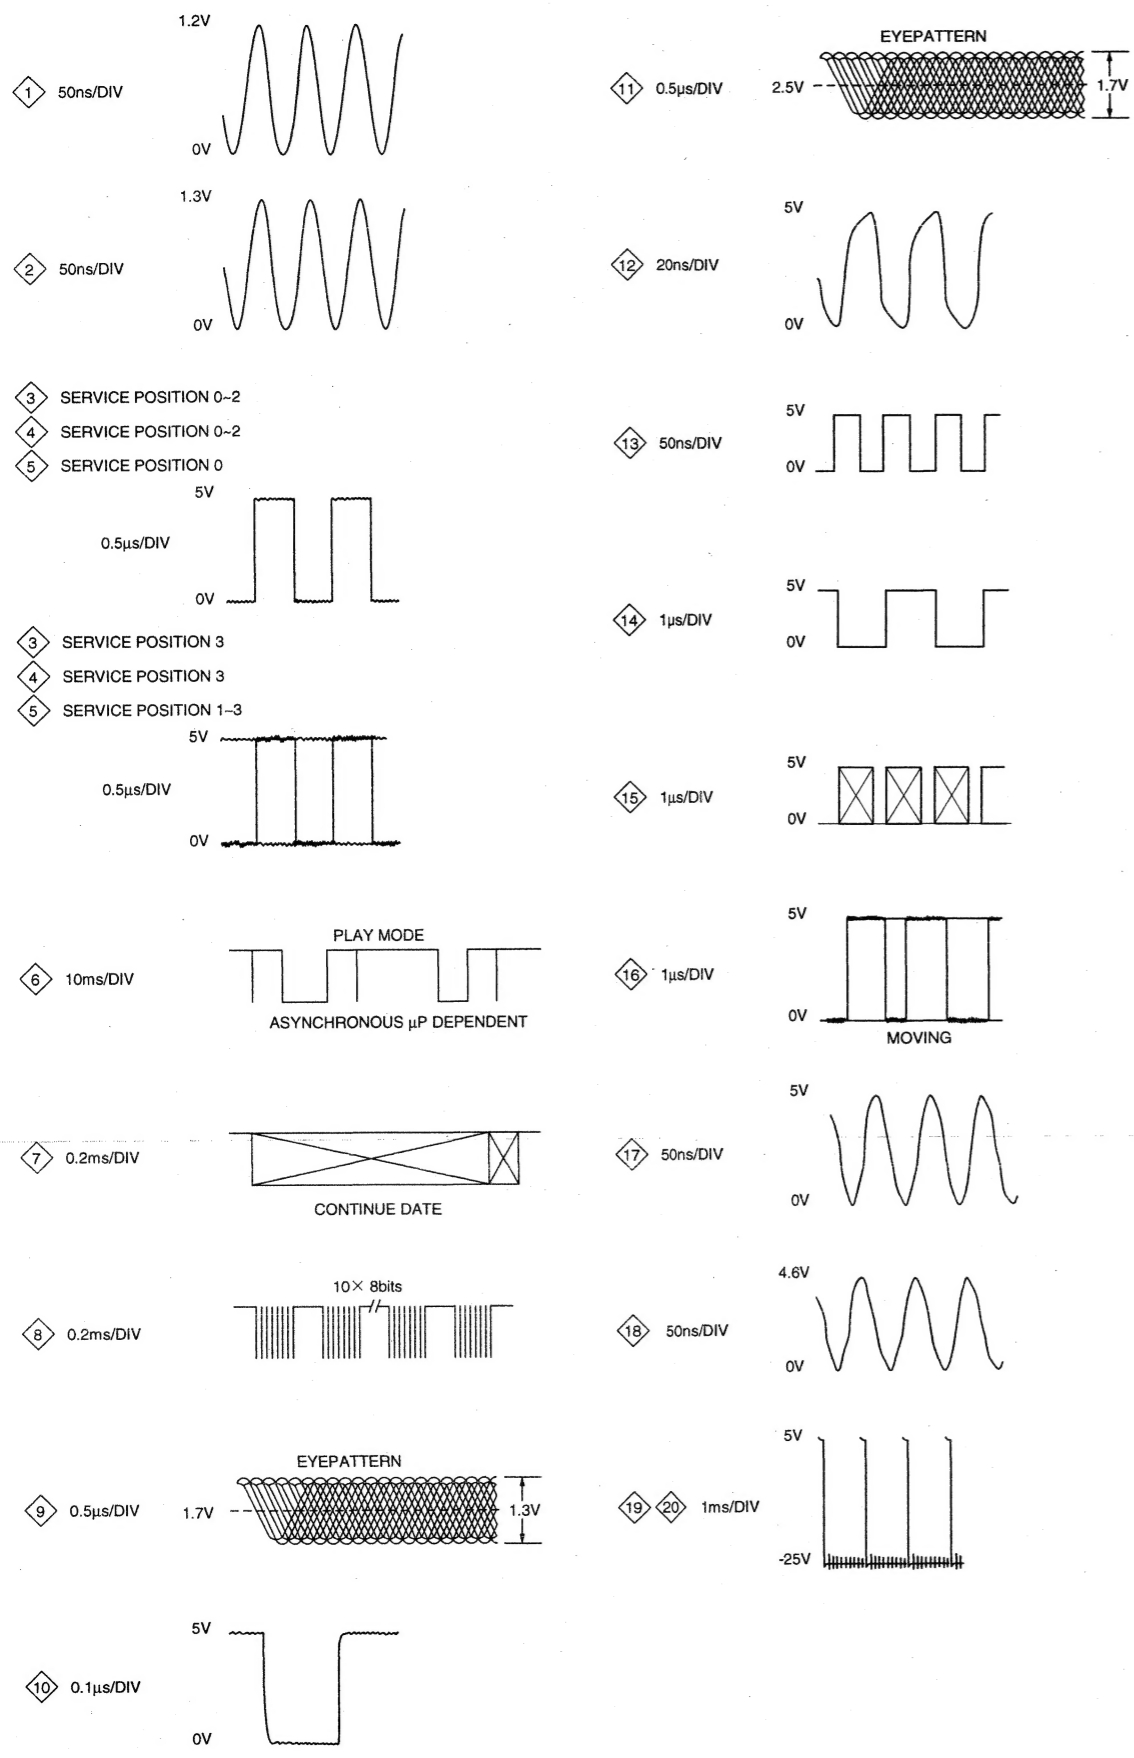 1.2V
1 50ns/DIV
0V
1.3V
2 50ns/DIV
0V
3 SERVICE POSITION 0~2
4 SERVICE POSITION 0~2
5 SERVICE POSITION 0
5V
0.5µs/DIV
0V
3 SERVICE POSITION 3
4 SERVICE POSITION 3
5 SERVICE POSITION 1–3
5V
0.5µs/DIV
0V
PLAY MODE
6 10ms/DIV
ASYNCHRONOUS µP DEPENDENT
7 0.2ms/DIV
CONTINUE DATE
10× 8bits
8 0.2ms/DIV
EYEPATTERN
9 0.5µs/DIV 1.7V 1.3V
5V
10 0.1µs/DIV
0V
EYEPATTERN
11 0.5µs/DIV 2.5V 1.7V
5V
12 20ns/DIV
0V
5V
13 50ns/DIV
0V
5V
14 1µs/DIV
0V
5V
15 1µs/DIV
0V
5V
16 1µs/DIV
0V
MOVING
5V
17 50ns/DIV
0V
4.6V
18 50ns/DIV
0V
5V
19 20 1ms/DIV
-25V